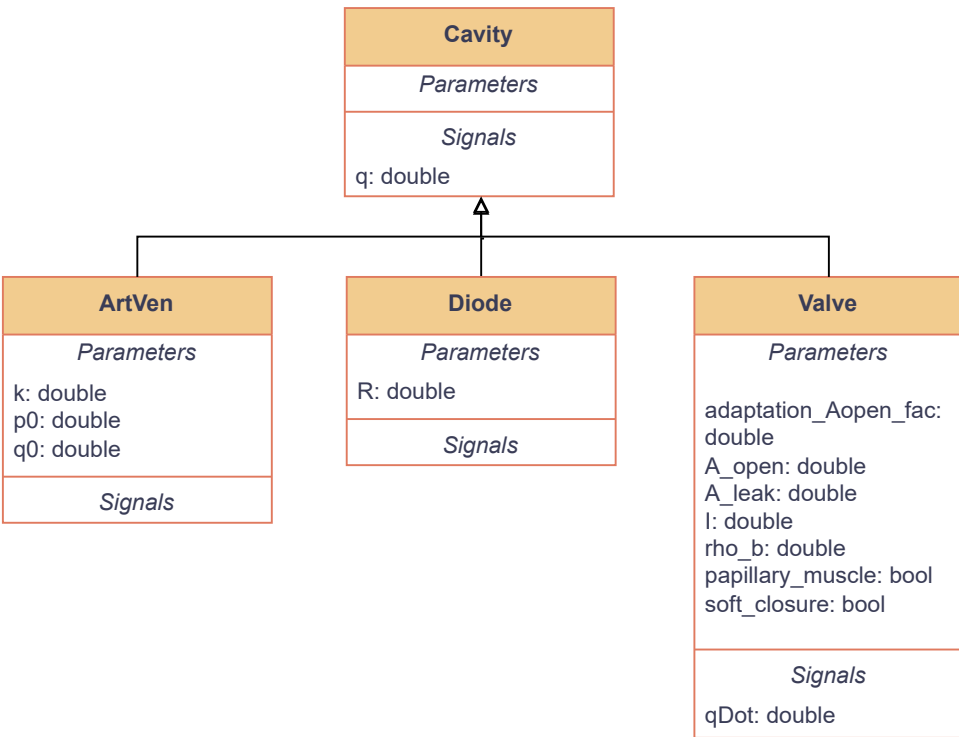 Cavity
Parameters
Signals
q: double
ArtVen
Parameters
k: double
p0: double
q0: double
Signals
Diode
Parameters
R: double
Signals
Valve
Parameters
adaptation_Aopen_fac:
double
A_open: double
A_leak: double
l: double
rho_b: double
papillary_muscle: bool
soft_closure: bool
Signals
qDot: double